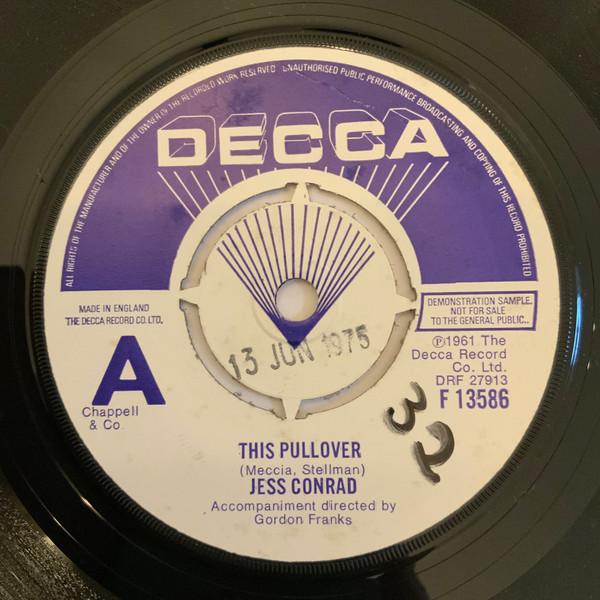 ALL RIGHTS OF THE MANUFACTURER AND OF THE OWNER OF THE RECORDED WORK RESERVED UNAUTHORISED PUBLIC PERFORMANCE BROADCASTING AND COPYING OF THIS RECORD PROHIBITED
DECCA
MADE IN ENGLAND
THE DECCA RECORD CO. LTD.
A
Chappell
& Co
DEMONSTRATION SAMPLE
NOT FOR SALE
TO THE GENERAL PUBLIC..
Ⓟ1961 The
Decca Record
Co. Ltd.
DRF 27913
F 13586
13 JUN 1975
32
THIS PULLOVER
(Meccia, Stellman)
JESS CONRAD
Accompaniment directed by
Gordon Franks